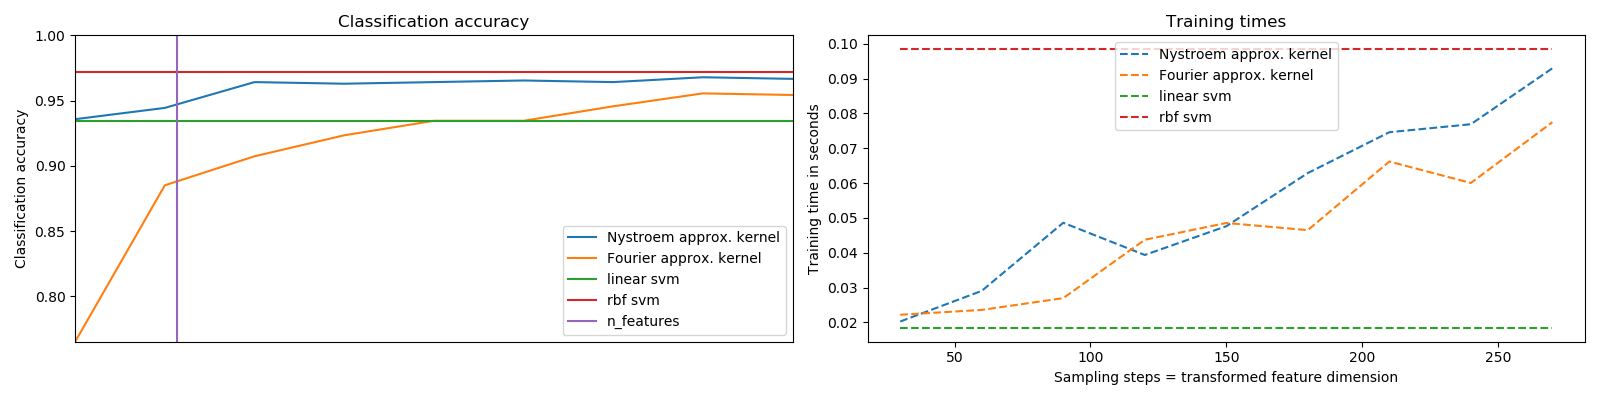 Classification accuracy
Classification accuracy
1.00
0.95
0.90
0.85
0.80
Nystroem approx. kernel
Fourier approx. kernel
linear svm
rbf svm
n_features
Training times
Training time in seconds
0.10
0.09
0.08
0.07
0.06
0.05
0.04
0.03
0.02
Nystroem approx. kernel
Fourier approx. kernel
linear svm
rbf svm
50 100 150 200 250
Sampling steps = transformed feature dimension